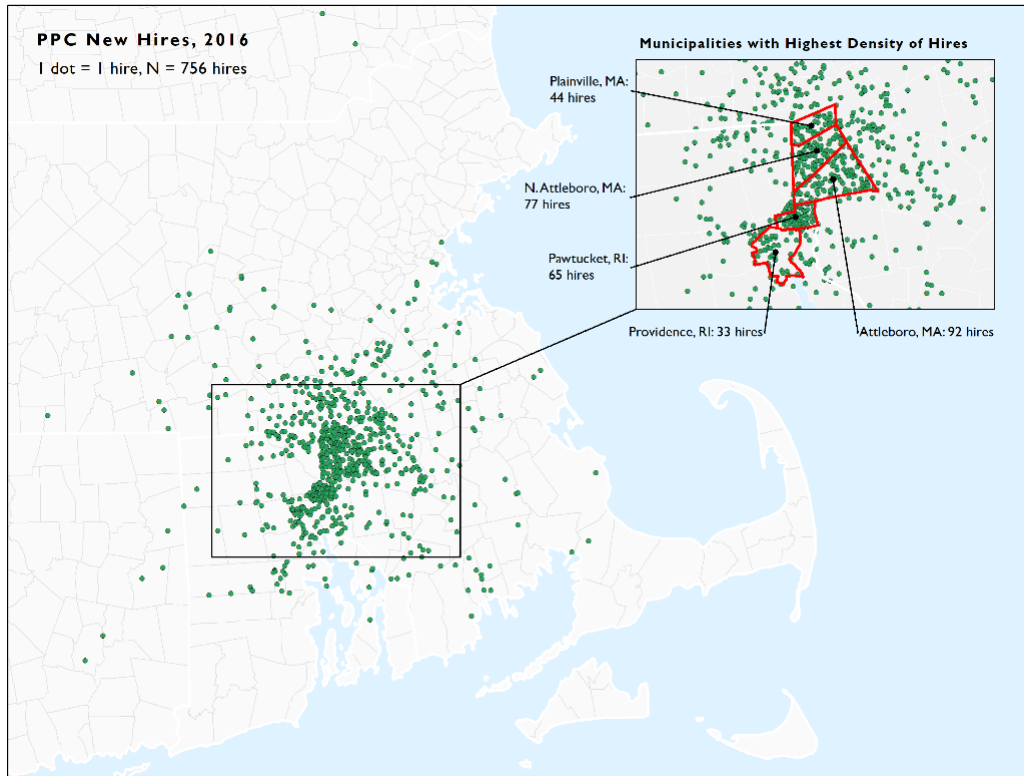 PPC New Hires, 2016
1 dot = 1 hire, N = 756 hires
Municipalities with Highest Density of Hires
Plainville, MA:
44 hires
N. Attleboro, MA:
77 hires
Pawtucket, RI:
65 hires
Providence, RI: 33 hires
Attleboro, MA: 92 hires